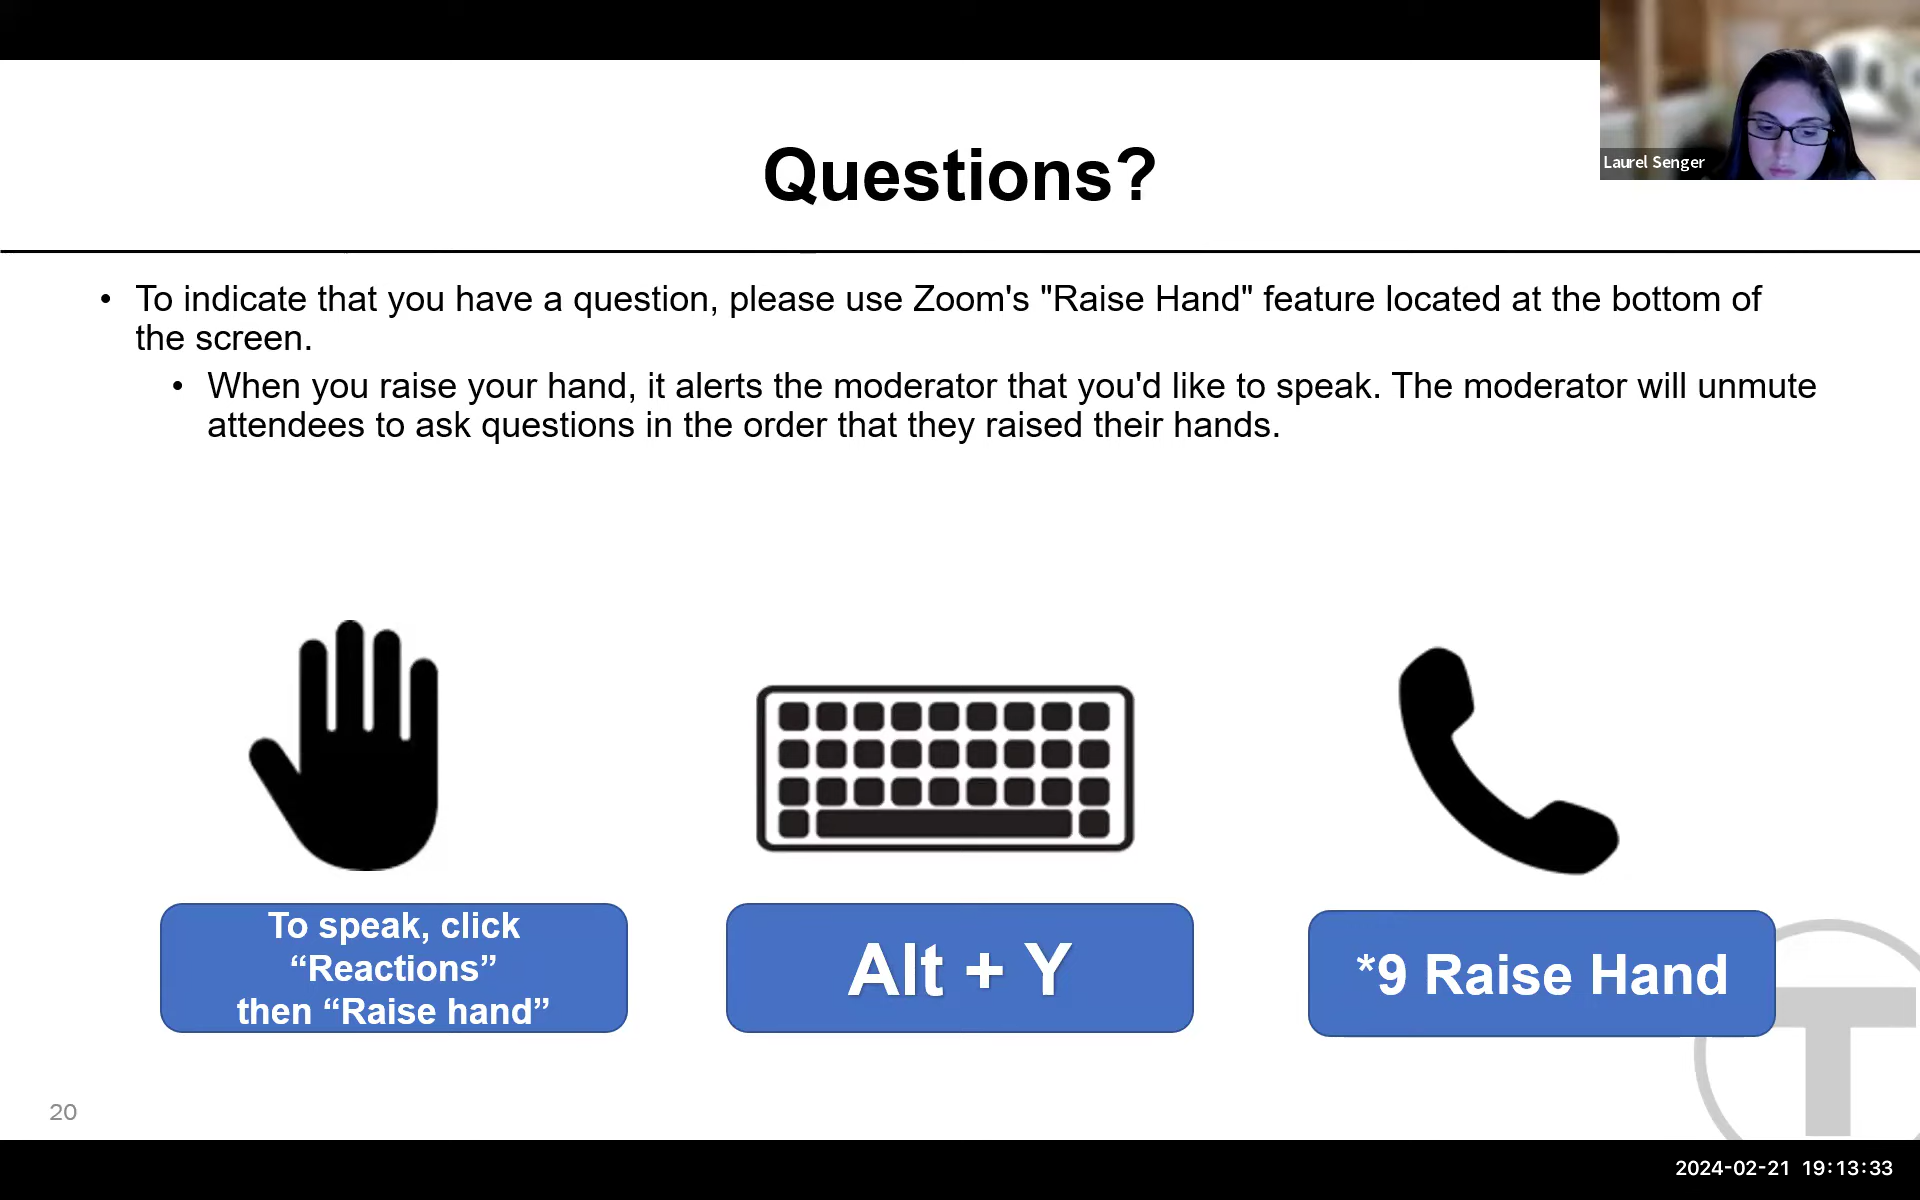 Laurel Senger
Questions?
• To indicate that you have a question, please use Zoom's "Raise Hand" feature located at the bottom of
the screen.
• When you raise your hand, it alerts the moderator that you'd like to speak. The moderator will unmute
attendees to ask questions in the order that they raised their hands.
To speak, click
“Reactions”
then “Raise hand”
Alt + Y
*9 Raise Hand
T
20
2024-02-21 19:13:33